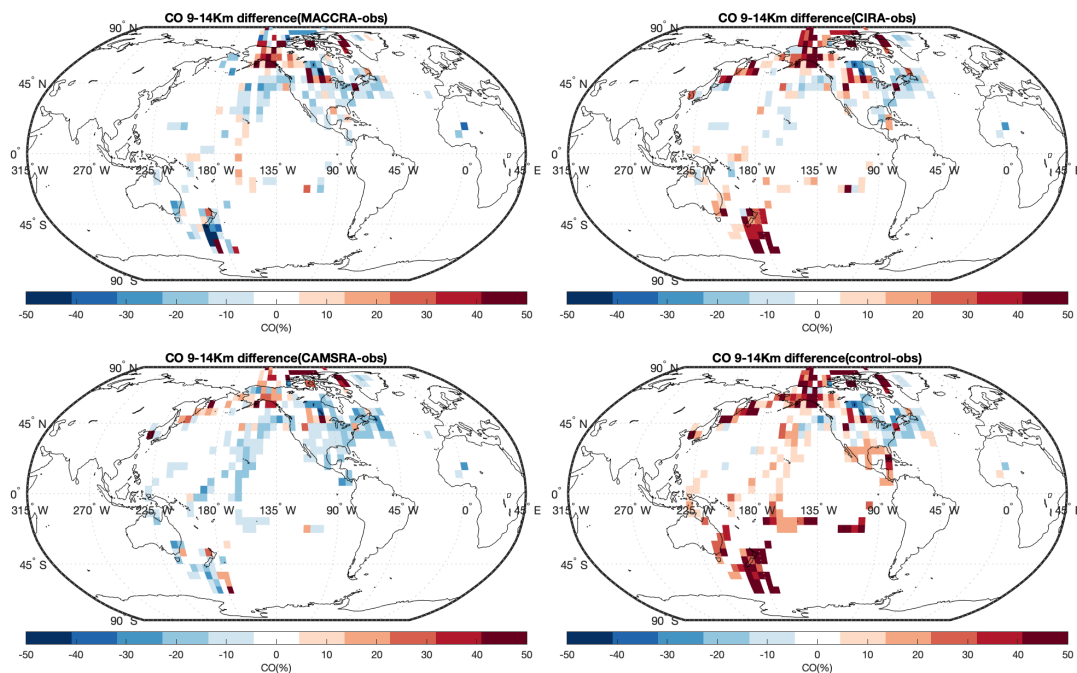 CO 9-14Km difference(MACCRA-obs)
90° N
45° N
0°
315° W 270° W 225° W 180° W 135° W 90° W 45° W 0° 45° E
45° S
90° S
-50 -40 -30 -20 -10 0 10 20 30 40 50
CO(%)
CO 9-14Km difference(CIRA-obs)
90° N
45° N
0°
315° W 270° W 225° W 180° W 135° W 90° W 45° W 0° 45° E
45° S
90° S
-50 -40 -30 -20 -10 0 10 20 30 40 50
CO(%)
CO 9-14Km difference(CAMSRA-obs)
90° N
45° N
0°
315° W 270° W 225° W 180° W 135° W 90° W 45° W 0° 45° E
45° S
90° S
-50 -40 -30 -20 -10 0 10 20 30 40 50
CO(%)
CO 9-14Km difference(control-obs)
90° N
45° N
0°
315° W 270° W 225° W 180° W 135° W 90° W 45° W 0° 45° E
45° S
90° S
-50 -40 -30 -20 -10 0 10 20 30 40 50
CO(%)